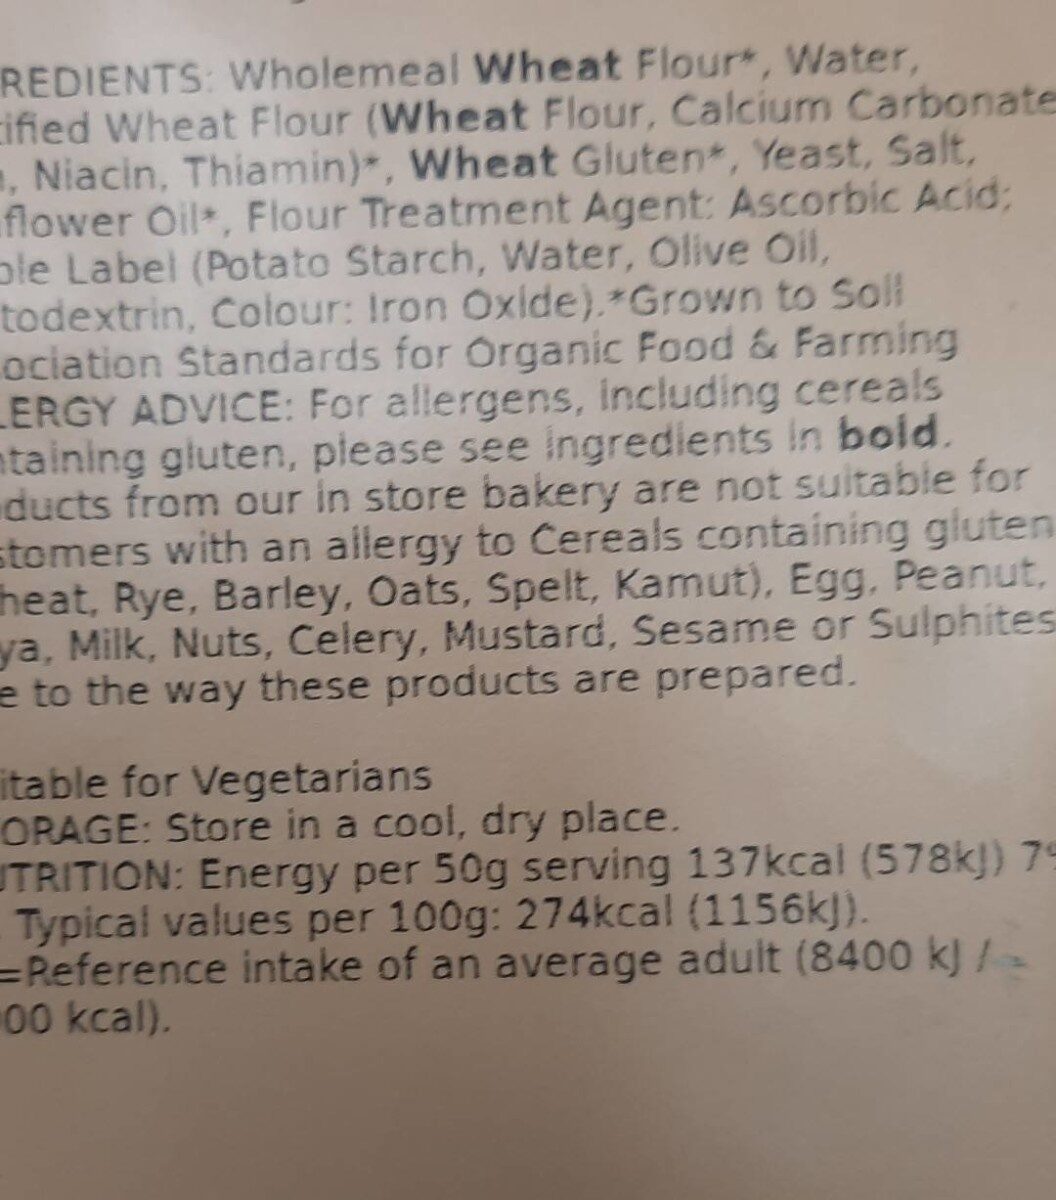 REDIENTS: Wholemeal Wheat Flour*, Water,
ified Wheat Flour (Wheat Flour, Calcium Carbonate
, Niacin, Thiamin)*, Wheat Gluten*, Yeast, Salt,
flower Oil*, Flour Treatment Agent: Ascorbic Acid;
ble Label (Potato Starch, Water, Olive Oil,
todextrin, Colour: Iron Oxide).*Grown to Soil
ociation Standards for Organic Food & Farming
LERGY ADVICE: For allergens, including cereals
ntaining gluten, please see ingredients in bold.
ducts from our in store bakery are not suitable for
stomers with an allergy to Cereals containing gluten
heat, Rye, Barley, Oats, Spelt, Kamut), Egg, Peanut,
ya, Milk, Nuts, Celery, Mustard, Sesame or Sulphites
e to the way these products are prepared.
itable for Vegetarians
ORAGE: Store in a cool, dry place.
UTRITION: Energy per 50g serving 137kcal (578kJ) 7%
Typical values per 100g: 274kcal (1156kJ).
=Reference intake of an average adult (8400 kJ /
00 kcal).